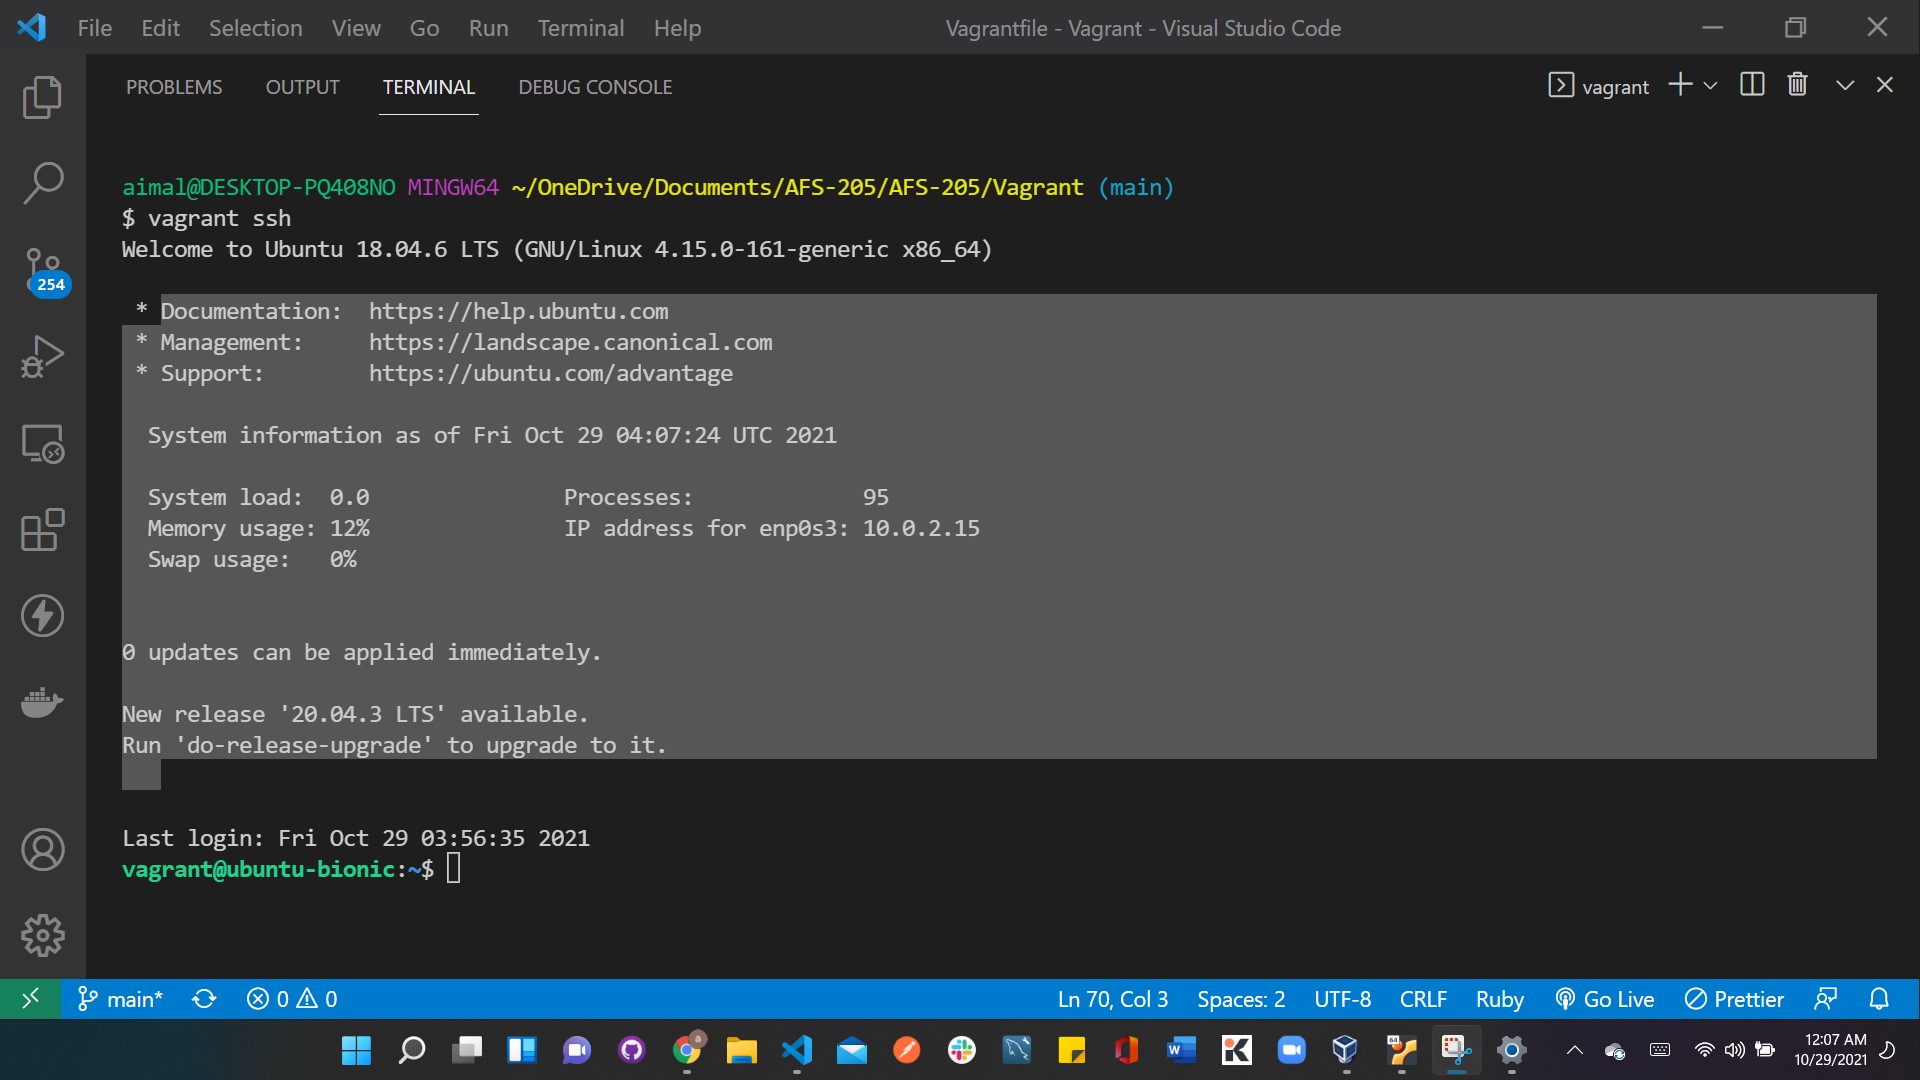 File Edit Selection View Go Run Terminal Help Vagrantfile - Vagrant - Visual Studio Code
PROBLEMS OUTPUT TERMINAL DEBUG CONSOLE vagrant
aimal@DESKTOP-PQ408NO MINGW64 ~/OneDrive/Documents/AFS-205/AFS-205/Vagrant (main)
$ vagrant ssh
Welcome to Ubuntu 18.04.6 LTS (GNU/Linux 4.15.0-161-generic x86_64)
254
* Documentation: https://help.ubuntu.com
* Management: https://landscape.canonical.com
* Support: https://ubuntu.com/advantage
System information as of Fri Oct 29 04:07:24 UTC 2021
System load: 0.0 Processes: 95
Memory usage: 12% IP address for enp0s3: 10.0.2.15
Swap usage: 0%
0 updates can be applied immediately.
New release '20.04.3 LTS' available.
Run 'do-release-upgrade' to upgrade to it.
Last login: Fri Oct 29 03:56:35 2021
vagrant@ubuntu-bionic:~$
main* 0 0 Ln 70, Col 3 Spaces: 2 UTF-8 CRLF Ruby Go Live Prettier
a W 64 12:07 AM
10/29/2021